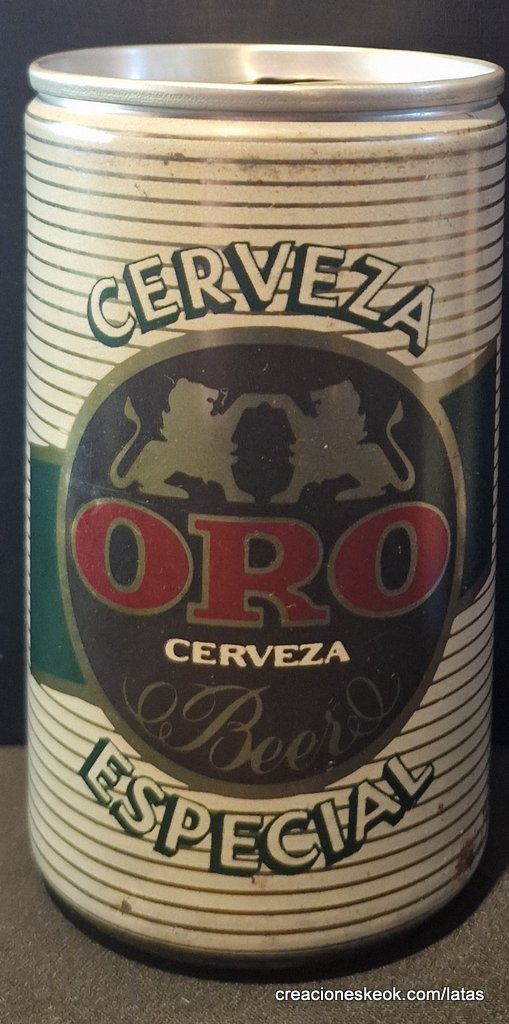 CERVEZA
ORO
CERVEZA
Beer
ESPECIAL
creacioneskeok.com/latas